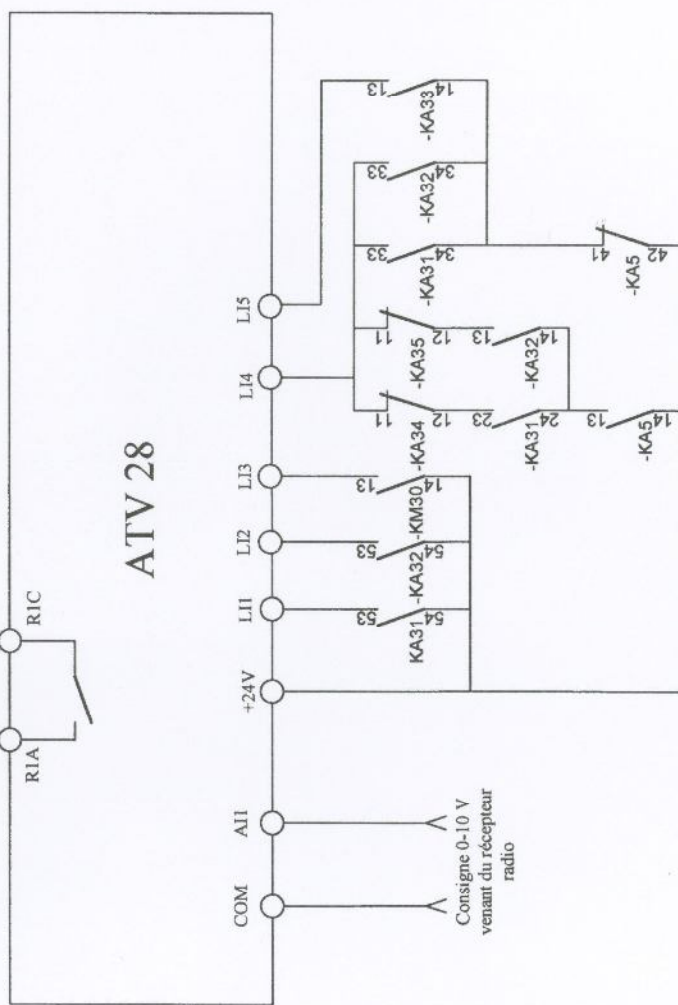 ATV 28
R1A
R1C
COM
AI1
+24V
LI1
LI2
LI3
LI4
LI5
Consigne 0-10 V
venant du récepteur
radio
53
54
KA31
53
54
-KA32
13
14
-KM30
11
12
-KA34
23
24
-KA31
13
14
-KA5
11
12
-KA35
13
14
-KA32
33
34
-KA31
33
34
-KA32
13
14
-KA33
41
42
-KA5